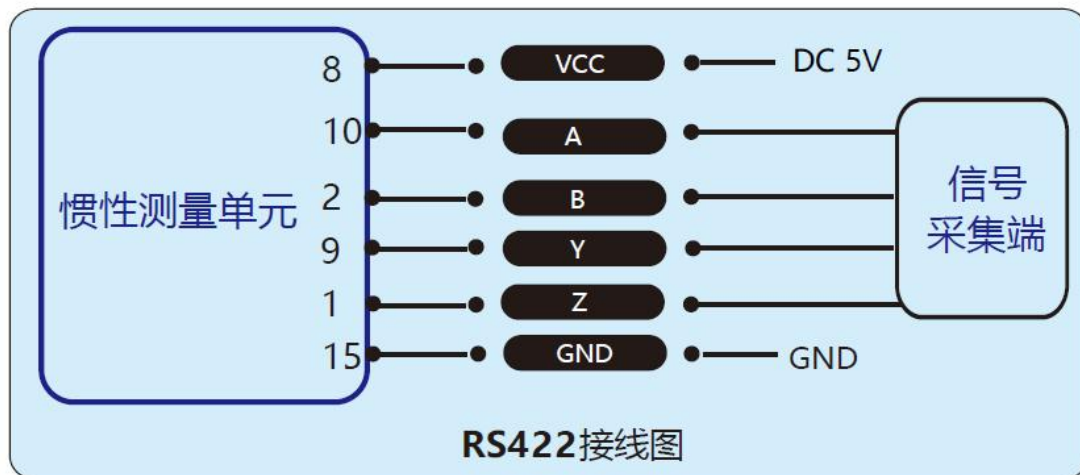 8 VCC DC 5V
10 A
2 B
惯性测量单元
9 Y
1 Z
15 GND GND
信号
采集端
RS422接线图